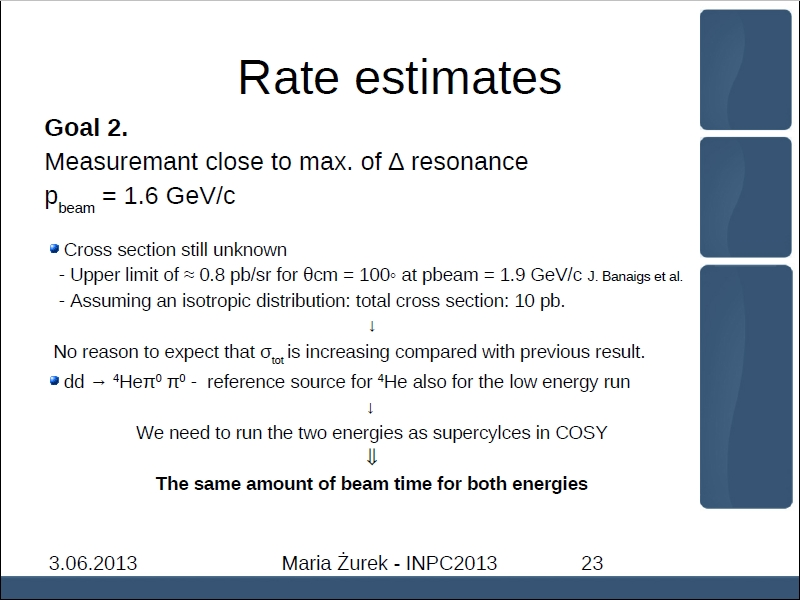 Rate estimates
Goal 2.
Measuremant close to max. of Δ resonance
pbeam = 1.6 GeV/c
Cross section still unknown
- Upper limit of ≈ 0.8 pb/sr for θcm = 100◦ at pbeam = 1.9 GeV/c J. Banaigs et al.
- Assuming an isotropic distribution: total cross section: 10 pb.
↓
No reason to expect that σtot is increasing compared with previous result.
dd → ⁴Heπ⁰ π⁰ - reference source for ⁴He also for the low energy run
↓
We need to run the two energies as supercylces in COSY
⇓
The same amount of beam time for both energies
3.06.2013 Maria Żurek - INPC2013 23